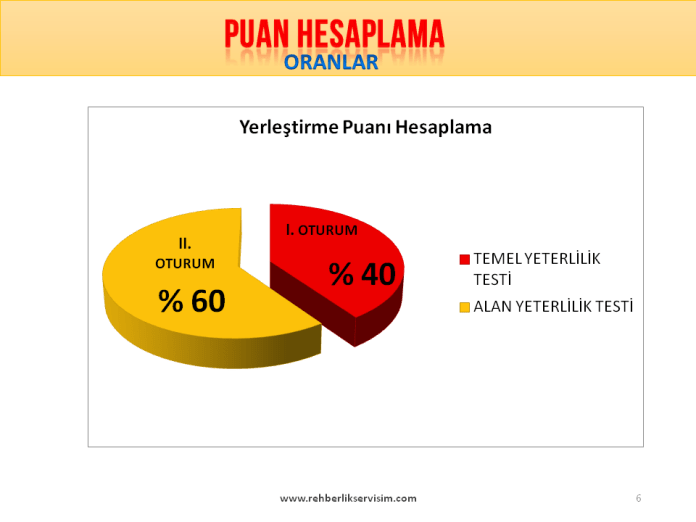 PUAN HESAPLAMA
ORANLAR
Yerleştirme Puanı Hesaplama
I. OTURUM
% 40
II.
OTURUM
% 60
TEMEL YETERLİLİK
TESTİ
ALAN YETERLİLİK TESTİ
www.rehberlikservisim.com
6